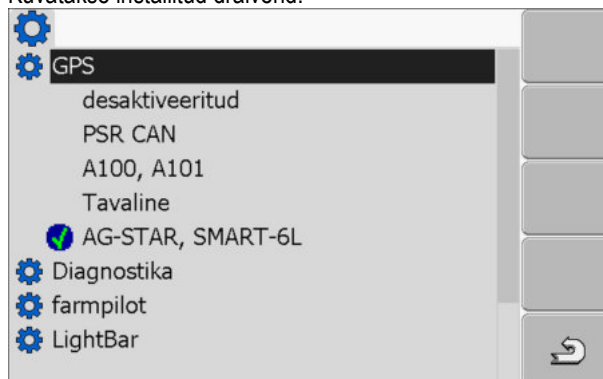 Kuvatakse installitud draiverid.
GPS
desaktiveeritud
PSR CAN
A100, A101
Tavaline
AG-STAR, SMART-6L
Diagnostika
farmpilot
LightBar